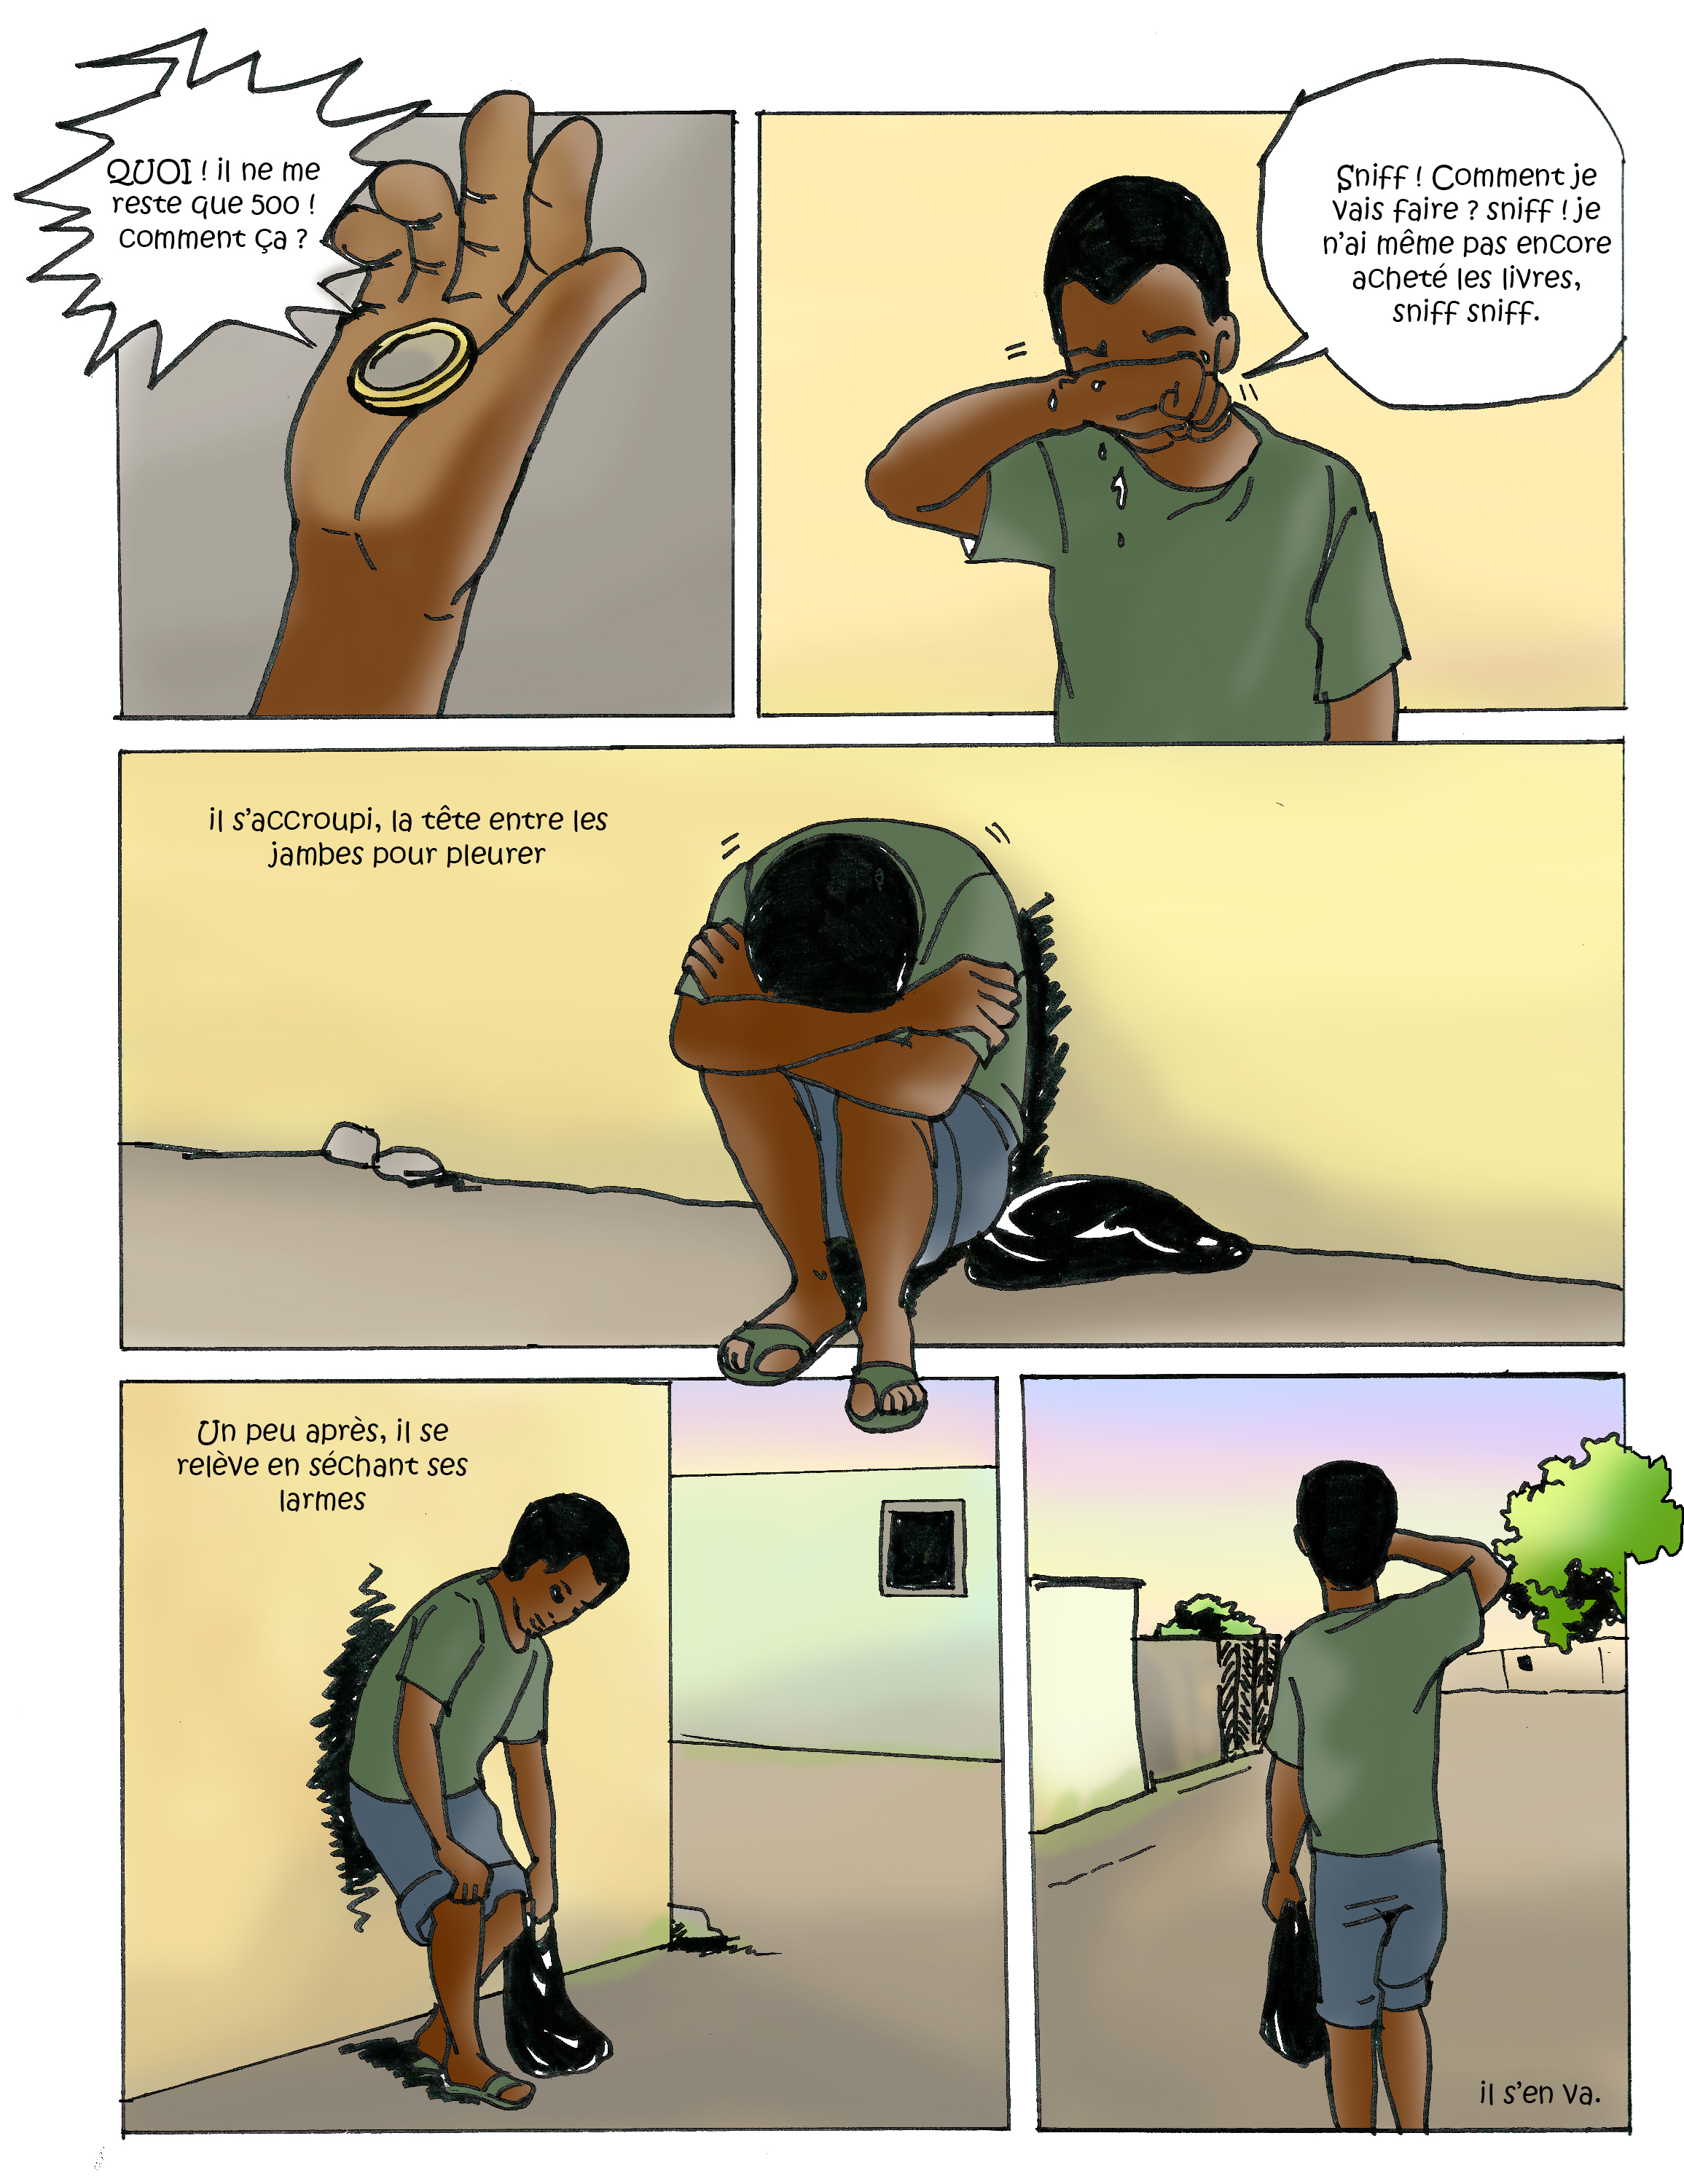 QUOI ! il ne me
reste que 500 !
comment ça ?
Sniff ! Comment je
vais faire ? sniff ! je
n'ai même pas encore
acheté les livres,
sniff sniff.
il s'accroupi, la tête entre les
jambes pour pleurer
Un peu après, il se
relève en séchant ses
larmes
il s'en va.